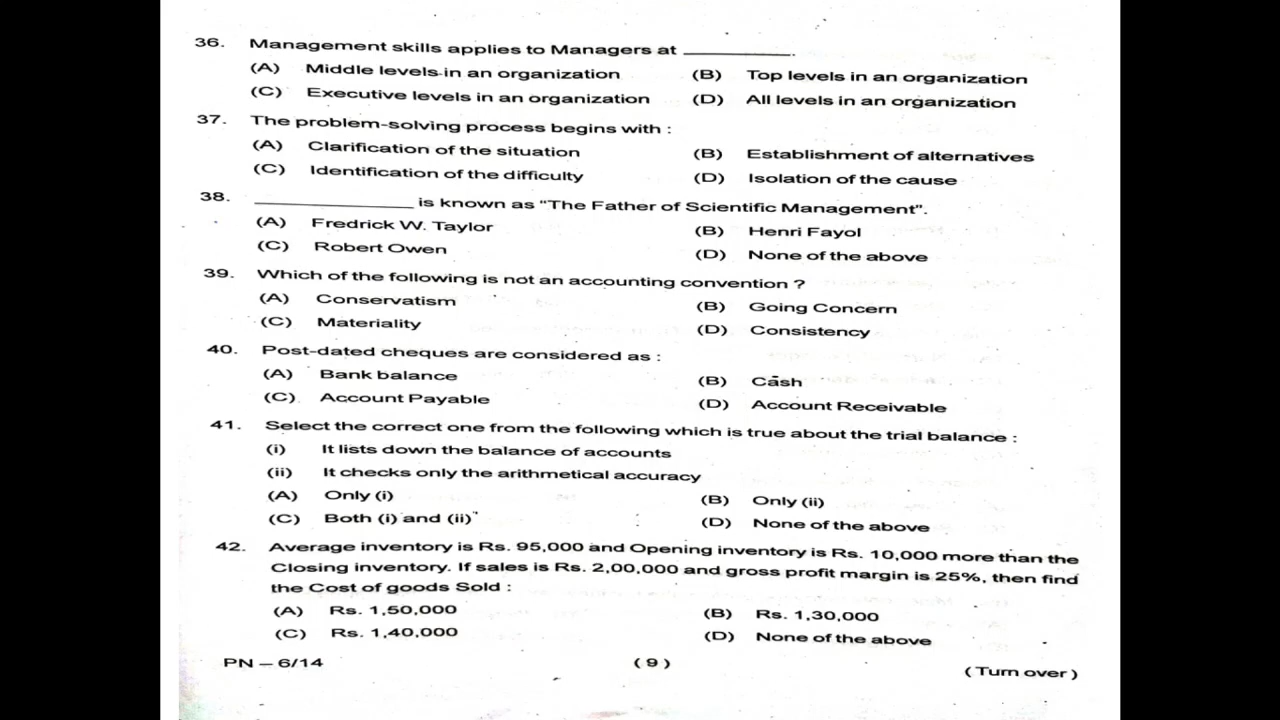 36. Management skills applies to Managers at ____________.
(A) Middle levels in an organization (B) Top levels in an organization
(C) Executive levels in an organization (D) All levels in an organization
37. The problem-solving process begins with :
(A) Clarification of the situation (B) Establishment of alternatives
(C) Identification of the difficulty (D) Isolation of the cause
38. ________________ is known as "The Father of Scientific Management".
(A) Fredrick W. Taylor (B) Henri Fayol
(C) Robert Owen (D) None of the above
39. Which of the following is not an accounting convention ?
(A) Conservatism (B) Going Concern
(C) Materiality (D) Consistency
40. Post-dated cheques are considered as :
(A) Bank balance (B) Cash
(C) Account Payable (D) Account Receivable
41. Select the correct one from the following which is true about the trial balance :
(i) It lists down the balance of accounts
(ii) It checks only the arithmetical accuracy
(A) Only (i) (B) Only (ii)
(C) Both (i) and (ii) (D) None of the above
42. Average inventory is Rs. 95,000 and Opening inventory is Rs. 10,000 more than the
Closing inventory. If sales is Rs. 2,00,000 and gross profit margin is 25%, then find
the Cost of goods Sold :
(A) Rs. 1,50,000 (B) Rs. 1,30,000
(C) Rs. 1,40,000 (D) None of the above
PN – 6/14 ( 9 ) ( Turn over )